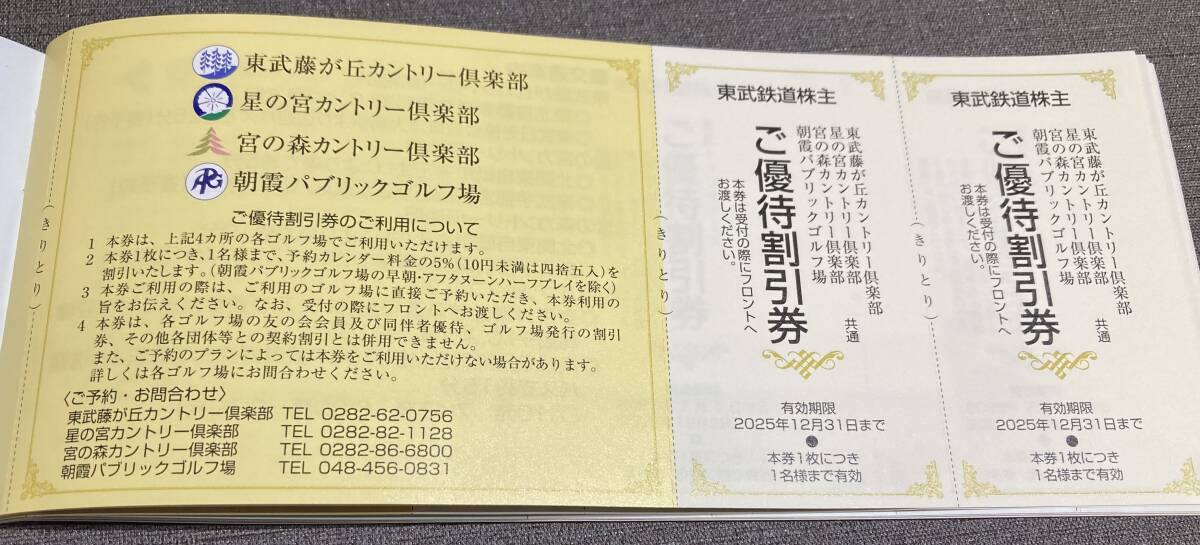 東武藤が丘カントリー倶楽部
星の宮カントリー倶楽部
宮の森カントリー倶楽部
APG
朝霞パブリックゴルフ場
ご優待割引券のご利用について
1 本券は、上記4カ所の各ゴルフ場でご利用いただけます。
2 本券1枚につき、1名様まで、予約カレンダー料金の5%(10円未満は四捨五入)を
割引いたします。(朝霞パブリックゴルフ場の早朝・アフタヌーンハーフプレイを除く)
3 本券ご利用の際は、ご利用のゴルフ場に直接ご予約いただき、本券利用の
旨をお伝えください。なお、受付の際にフロントへお渡しください。
4 本券は、各ゴルフ場の友の会会員及び同伴者優待、ゴルフ場発行の割引
券、その他各団体等との契約割引とは併用できません。
また、ご予約のプランによっては本券をご利用いただけない場合があります。
詳しくは各ゴルフ場にお問合わせください。
〈ご予約・お問合わせ〉
東武藤が丘カントリー倶楽部 TEL 0282-62-0756
星の宮カントリー倶楽部 TEL 0282-82-1128
宮の森カントリー倶楽部 TEL 0282-86-6800
朝霞パブリックゴルフ場 TEL 048-456-0831
(きりとり)
(きりとり)
東武鉄道株主
東武藤が丘カントリー倶楽部
星の宮カントリー倶楽部
宮の森カントリー倶楽部
朝霞パブリックゴルフ場
共通
ご優待割引券
本券は受付の際にフロントへ
お渡しください。
有効期限
2025年12月31日まで
本券1枚につき
1名様まで有効
(きりとり)
東武鉄道株主
東武藤が丘カントリー倶楽部
星の宮カントリー倶楽部
宮の森カントリー倶楽部
朝霞パブリックゴルフ場
共通
ご優待割引券
本券は受付の際にフロントへ
お渡しください。
有効期限
2025年12月31日まで
本券1枚につき
1名様まで有効